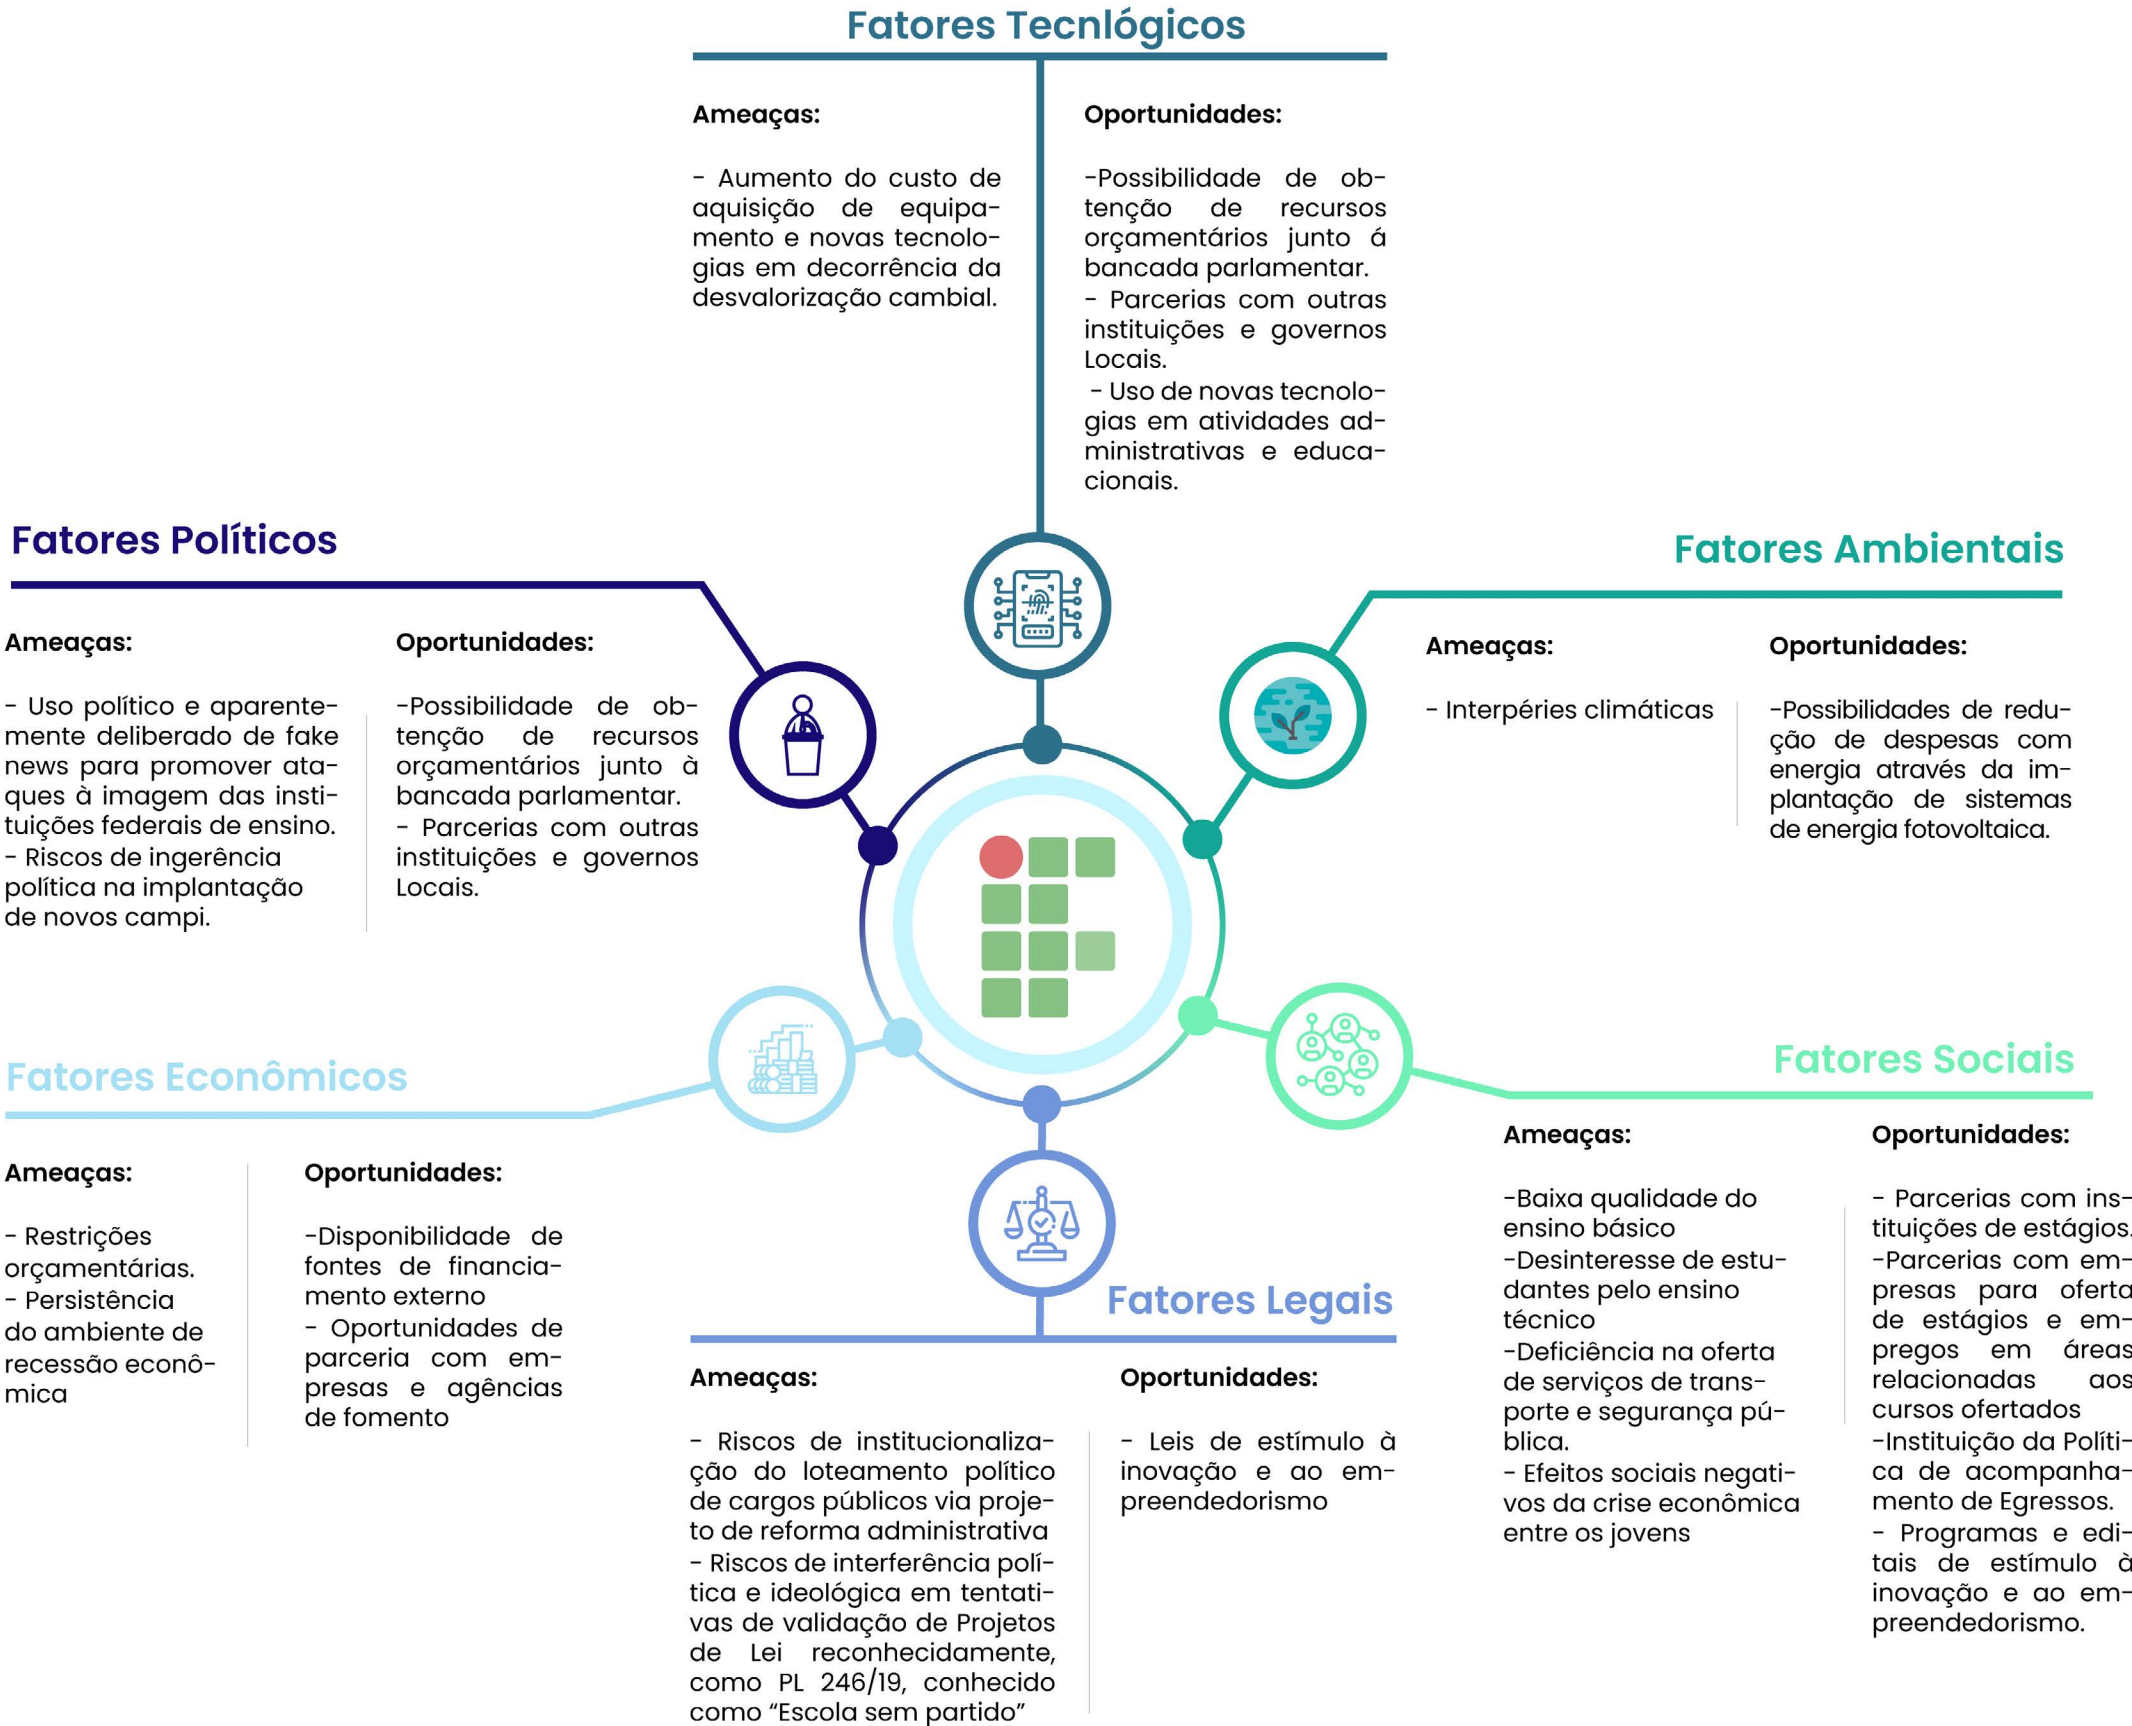 Fatores Tecnlógicos
Ameaças:
- Aumento do custo de
aquisição de equipa-
mento e novas tecnolo-
gias em decorrência da
desvalorização cambial.
Oportunidades:
-Possibilidade de ob-
tenção de recursos
orçamentários junto á
bancada parlamentar.
- Parcerias com outras
instituições e governos
Locais.
- Uso de novas tecnolo-
gias em atividades ad-
ministrativas e educa-
cionais.
Fatores Políticos
Ameaças:
- Uso político e aparente-
mente deliberado de fake
news para promover ata-
ques à imagem das insti-
tuições federais de ensino.
- Riscos de ingerência
política na implantação
de novos campi.
Oportunidades:
-Possibilidade de ob-
tenção de recursos
orçamentários junto à
bancada parlamentar.
- Parcerias com outras
instituições e governos
Locais.
Fatores Ambientais
Ameaças:
- Interpéries climáticas
Oportunidades:
-Possibilidades de redu-
ção de despesas com
energia através da im-
plantação de sistemas
de energia fotovoltaica.
Fatores Econômicos
Ameaças:
- Restrições
orçamentárias.
- Persistência
do ambiente de
recessão econô-
mica
Oportunidades:
-Disponibilidade de
fontes de financia-
mento externo
- Oportunidades de
parceria com em-
presas e agências
de fomento
Fatores Sociais
Ameaças:
-Baixa qualidade do
ensino básico
-Desinteresse de estu-
dantes pelo ensino
técnico
-Deficiência na oferta
de serviços de trans-
porte e segurança pú-
blica.
- Efeitos sociais negati-
vos da crise econômica
entre os jovens
Oportunidades:
- Parcerias com ins-
tituições de estágios.
-Parcerias com em-
presas para oferta
de estágios e em-
pregos em áreas
relacionadas aos
cursos ofertados
-Instituição da Políti-
ca de acompanha-
mento de Egressos.
- Programas e edi-
tais de estímulo à
inovação e ao em-
preendedorismo.
Fatores Legais
Ameaças:
- Riscos de institucionaliza-
ção do loteamento político
de cargos públicos via proje-
to de reforma administrativa
- Riscos de interferência polí-
tica e ideológica em tentati-
vas de validação de Projetos
de Lei reconhecidamente,
como PL 246/19, conhecido
como “Escola sem partido”
Oportunidades:
- Leis de estímulo à
inovação e ao em-
preendedorismo